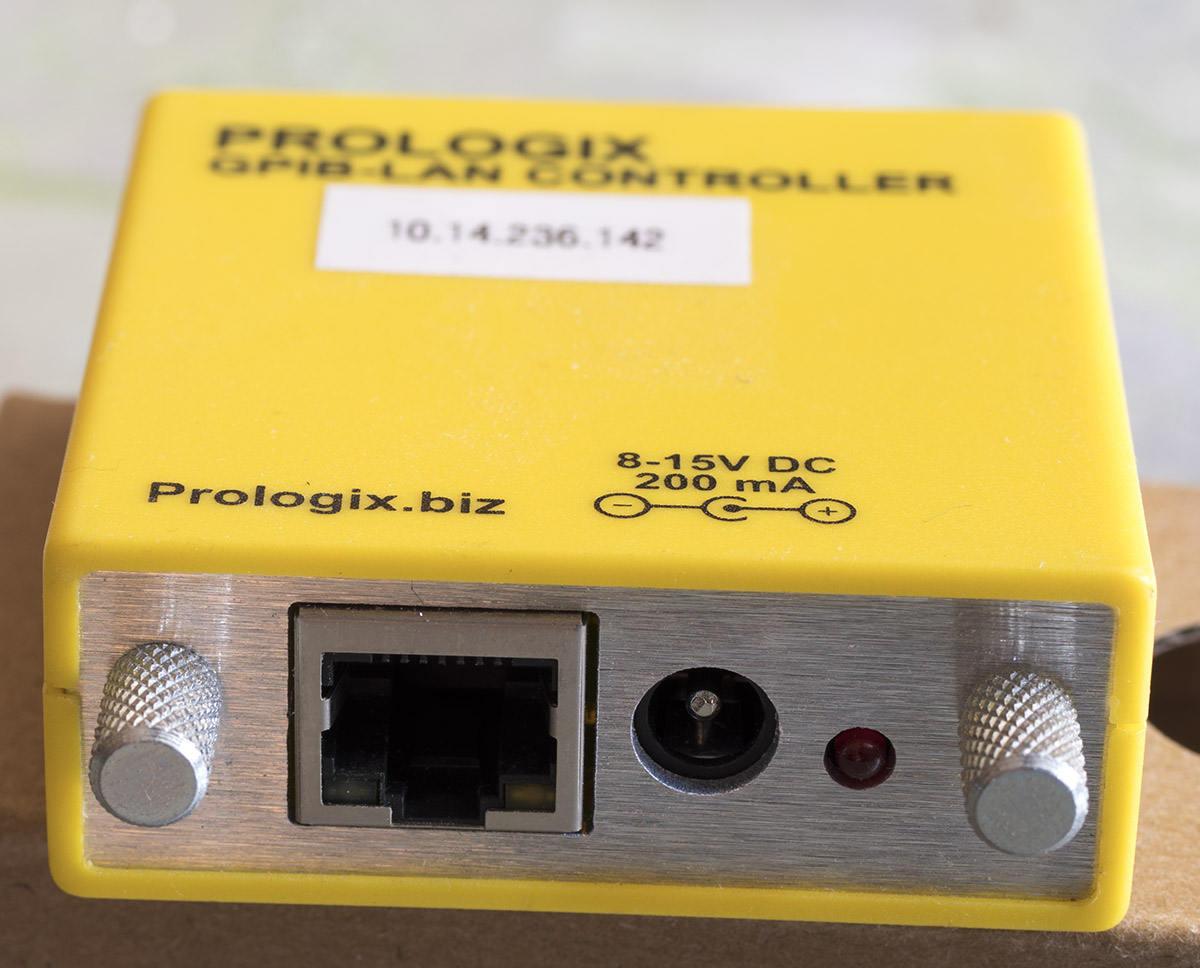 PROLOGIX
GPIB-LAN CONTROLLER
10.14.236.142
8-15V DC
200 mA
Prologix.biz
- +